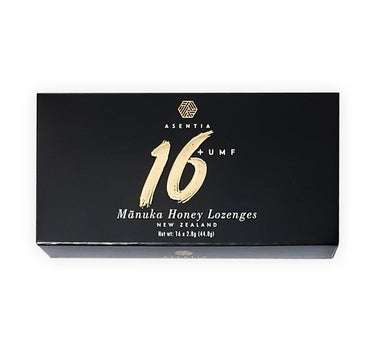 ASENTIA
16+UMF
Mānuka Honey Lozenges
NEW ZEALAND
Net wt: 16 x 2.8g (44.8g)